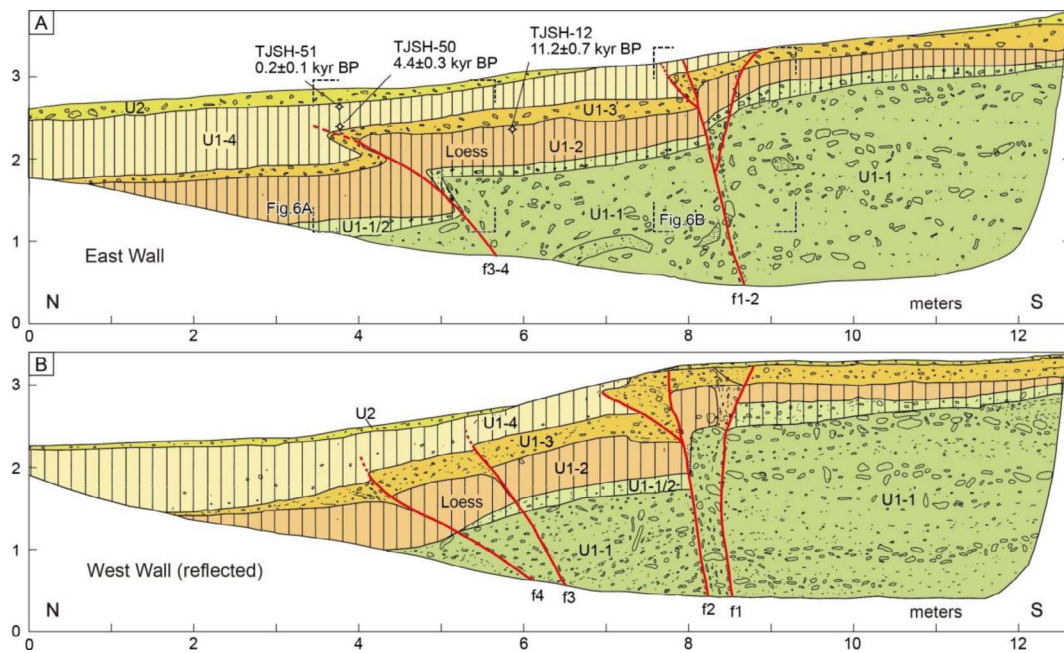 A
TJSH-51
0.2±0.1 kyr BP
TJSH-50
4.4±0.3 kyr BP
TJSH-12
11.2±0.7 kyr BP
3
U2
U1-3
U1-4
Loess
U1-2
2
U1-1
Fig.6A
U1-1/2
U1-1
Fig.6B
1
East Wall
f3-4
f1-2
N
meters
S
0
0
2
4
6
8
10
12
B
3
U2
U1-4
U1-3
2
U1-2
Loess
U1-1/2
U1-1
U1-1
1
West Wall (reflected)
f4
f3
f2
f1
N
meters
S
0
0
2
4
6
8
10
12